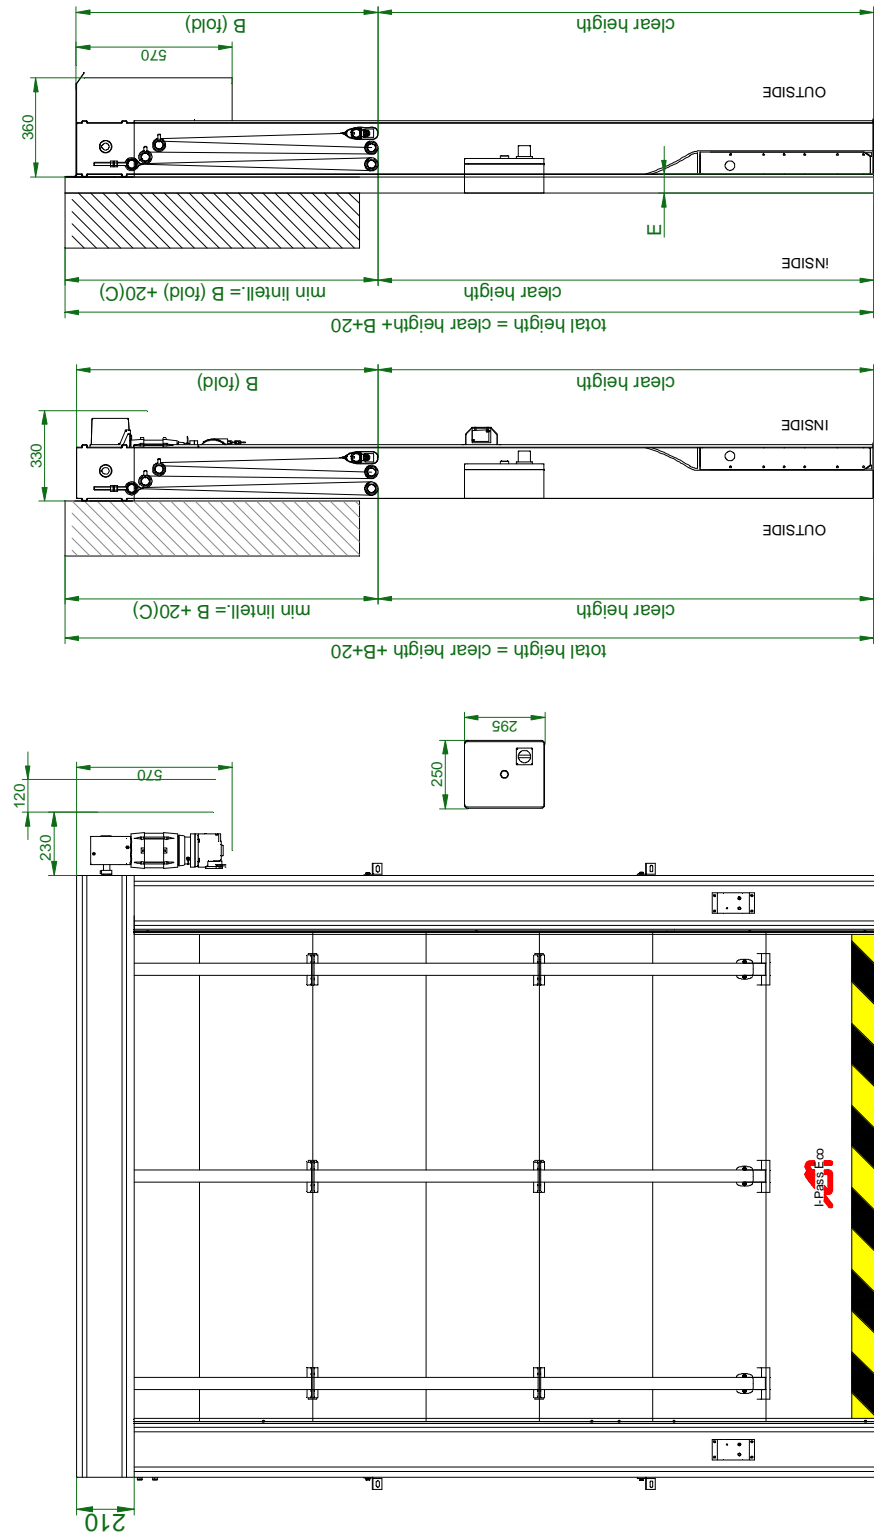 B (fold)
clear heigth
570
OUTSIDE
360
E
iNSIDE
min lintell.= B (fold) +20(C)
clear heigth
total heigth = clear heigth+ B+20
B (fold)
clear heigth
INSIDE
330
OUTSIDE
min lintell.= B +20(C)
clear heigth
total heigth = clear heigth +B+20
295
250
570
120
230
I-Pass Eco
210